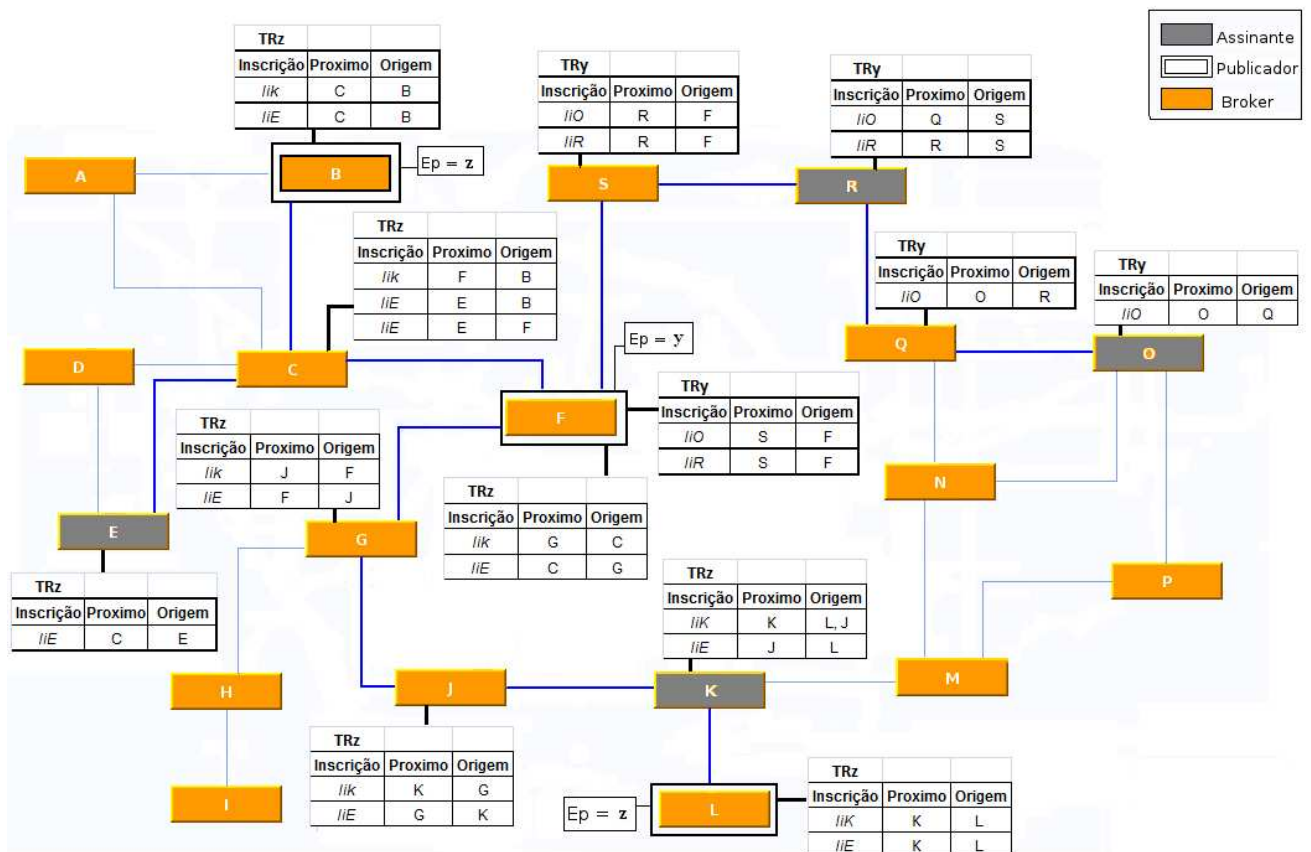 TRz
Inscrição Proximo Origem
Iik C B
IiE C B
TRy
Inscrição Proximo Origem
IiO R F
IiR R F
TRy
Inscrição Proximo Origem
IiO Q S
IiR R S
Assinante
Publicador
Broker
A
B
Ep = z
S
R
TRz
Inscrição Proximo Origem
Iik F B
IiE E B
IiE E F
TRy
Inscrição Proximo Origem
IiO O R
TRy
Inscrição Proximo Origem
IiO O Q
D
C
Ep = y
Q
O
F
TRy
Inscrição Proximo Origem
IiO S F
IiR S F
TRz
Inscrição Proximo Origem
Iik J F
IiE F J
TRz
Inscrição Proximo Origem
Iik G C
IiE C G
N
E
G
P
TRz
Inscrição Proximo Origem
IiE C E
TRz
Inscrição Proximo Origem
IiK K L, J
IiE J L
H
J
K
M
TRz
Inscrição Proximo Origem
Iik K G
IiE G K
I
Ep = z
L
TRz
Inscrição Proximo Origem
IiK K L
IiE K L